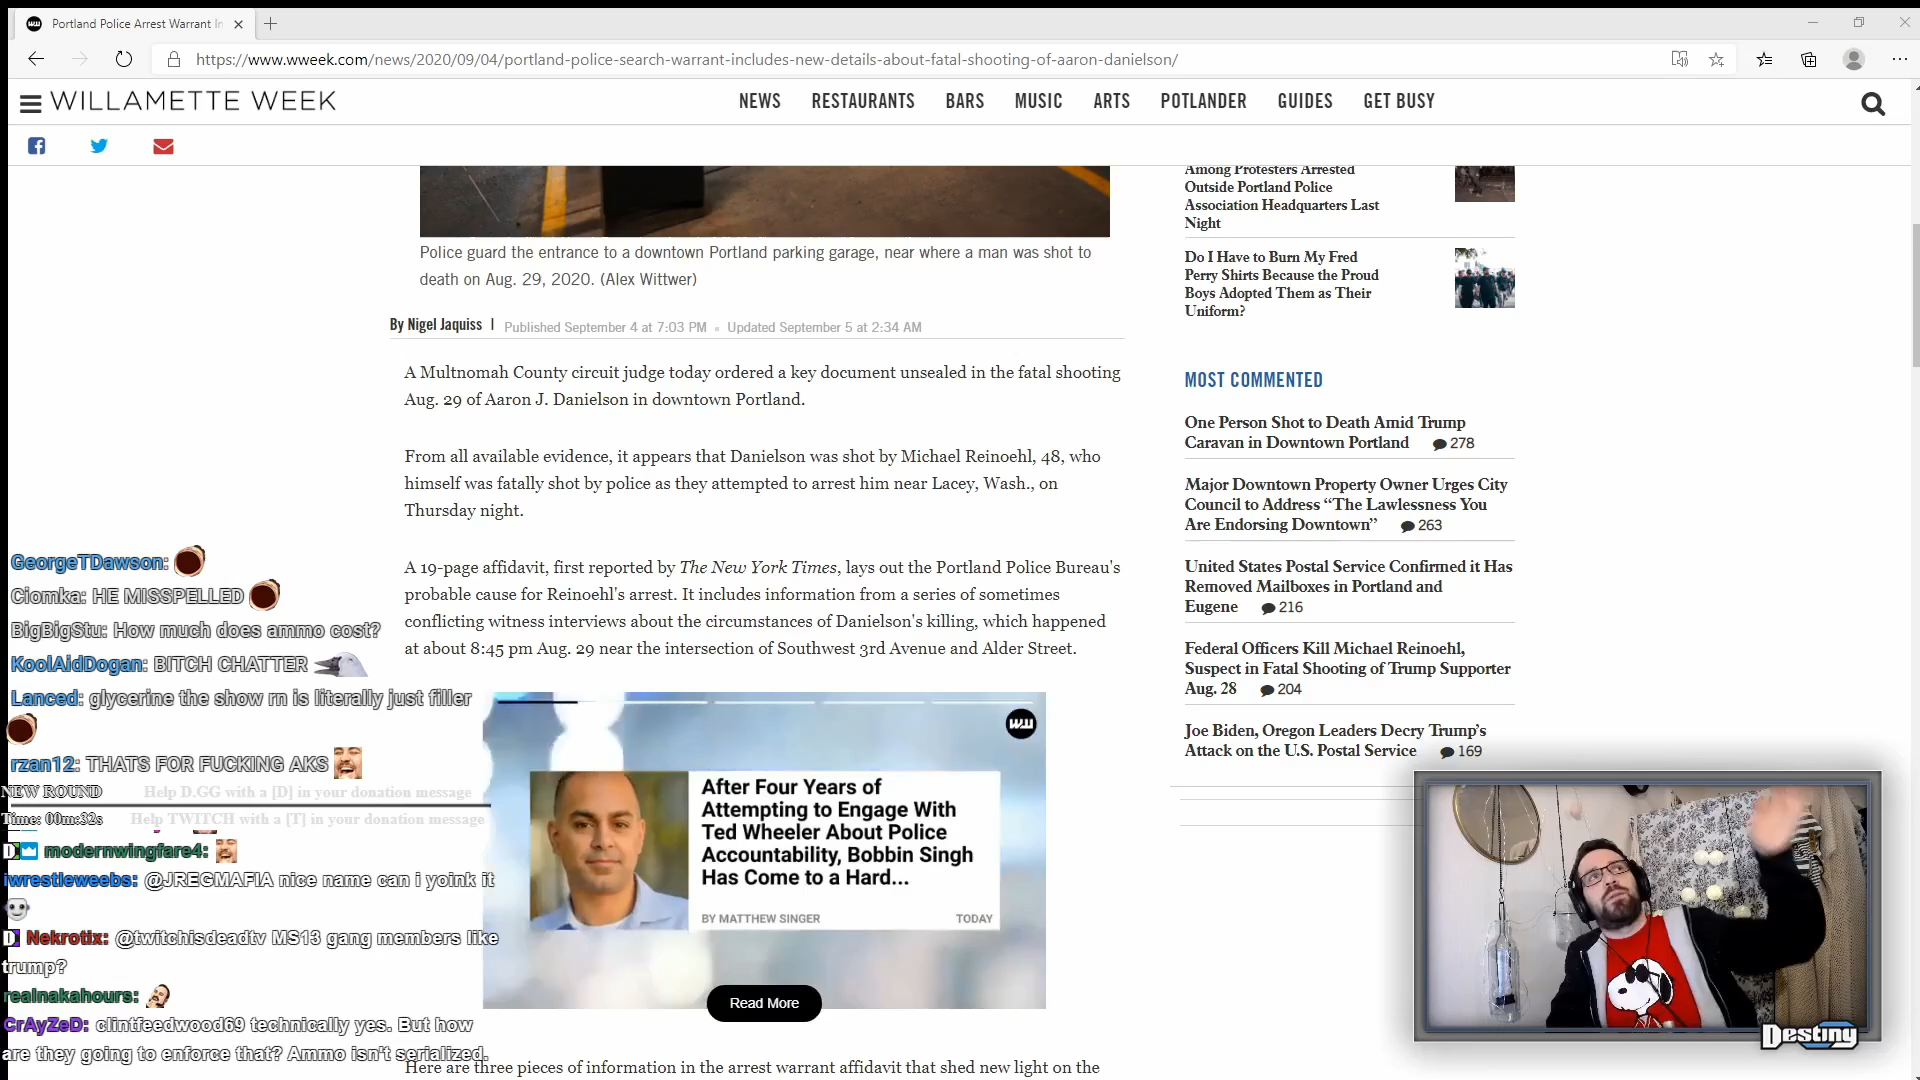 Portland Police Arrest Warrant In
https://www.wweek.com/news/2020/09/04/portland-police-search-warrant-includes-new-details-about-fatal-shooting-of-aaron-danielson/
WILLAMETTE WEEK
NEWS
RESTAURANTS
BARS
MUSIC
ARTS
POTLANDER
GUIDES
GET BUSY
Police guard the entrance to a downtown Portland parking garage, near where a man was shot to
death on Aug. 29, 2020. (Alex Wittwer)
By Nigel Jaquiss | Published September 4 at 7:03 PM • Updated September 5 at 2:34 AM
A Multnomah County circuit judge today ordered a key document unsealed in the fatal shooting
Aug. 29 of Aaron J. Danielson in downtown Portland.
From all available evidence, it appears that Danielson was shot by Michael Reinoehl, 48, who
himself was fatally shot by police as they attempted to arrest him near Lacey, Wash., on
Thursday night.
A 19-page affidavit, first reported by The New York Times, lays out the Portland Police Bureau's
probable cause for Reinoehl's arrest. It includes information from a series of sometimes
conflicting witness interviews about the circumstances of Danielson's killing, which happened
at about 8:45 pm Aug. 29 near the intersection of Southwest 3rd Avenue and Alder Street.
WW
After Four Years of
Attempting to Engage With
Ted Wheeler About Police
Accountability, Bobbin Singh
Has Come to a Hard...
BY MATTHEW SINGER
TODAY
Read More
Here are three pieces of information in the arrest warrant affidavit that shed new light on the
Among Protesters Arrested
Outside Portland Police
Association Headquarters Last
Night
Do I Have to Burn My Fred
Perry Shirts Because the Proud
Boys Adopted Them as Their
Uniform?
MOST COMMENTED
One Person Shot to Death Amid Trump
Caravan in Downtown Portland 278
Major Downtown Property Owner Urges City
Council to Address “The Lawlessness You
Are Endorsing Downtown” 263
United States Postal Service Confirmed it Has
Removed Mailboxes in Portland and
Eugene 216
Federal Officers Kill Michael Reinoehl,
Suspect in Fatal Shooting of Trump Supporter
Aug. 28 204
Joe Biden, Oregon Leaders Decry Trump’s
Attack on the U.S. Postal Service 169
GeorgeTDawson:
Ciomka: HE MISSPELLED
BigBigStu: How much does ammo cost?
KoolAidDogan: BITCH CHATTER
Lanced: glycerine the show rn is literally just filler
rzan12: THATS FOR FUCKING AKS
NEW ROUND Help D.GG with a [D] in your donation message
Time: 00m:32s Help TWITCH with a [T] in your donation message
D modernwingfare4:
iwrestleweebs: @JREGMAFIA nice name can i yoink it
D Nekrotix: @twitchisdeadtv MS13 gang members like
trump?
realnakahours:
CrAyZeD: clintfeedwood69 technically yes. But how
are they going to enforce that? Ammo isn't serialized.
Destiny